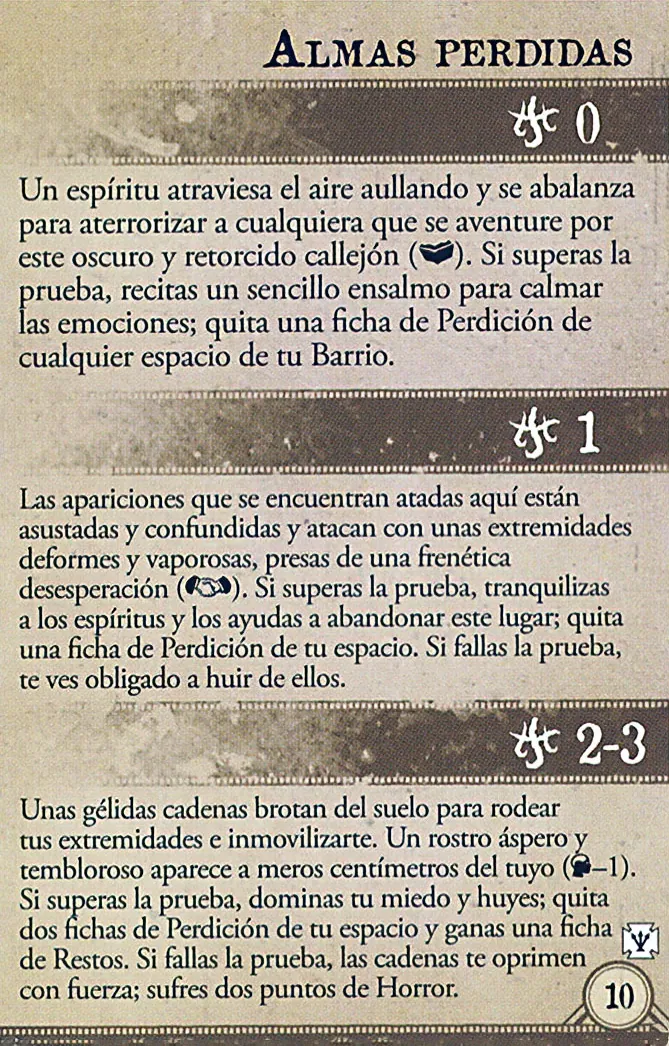 Almas perdidas
0
Un espíritu atraviesa el aire aullando y se abalanza
para aterrorizar a cualquiera que se aventure por
este oscuro y retorcido callejón (). Si superas la
prueba, recitas un sencillo ensalmo para calmar
las emociones; quita una ficha de Perdición de
cualquier espacio de tu Barrio.
1
Las apariciones que se encuentran atadas aquí están
asustadas y confundidas y atacan con unas extremidades
deformes y vaporosas, presas de una frenética
desesperación (). Si superas la prueba, tranquilizas
a los espíritus y los ayudas a abandonar este lugar; quita
una ficha de Perdición de tu espacio. Si fallas la prueba,
te ves obligado a huir de ellos.
2-3
Unas gélidas cadenas brotan del suelo para rodear
tus extremidades e inmovilizarte. Un rostro áspero y
tembloroso aparece a meros centímetros del tuyo (–1).
Si superas la prueba, dominas tu miedo y huyes; quita
dos fichas de Perdición de tu espacio y ganas una ficha
de Restos. Si fallas la prueba, las cadenas te oprimen
con fuerza; sufres dos puntos de Horror.
10